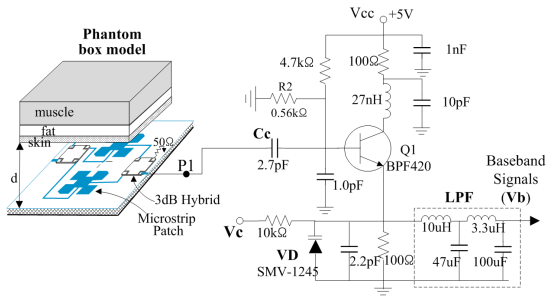 Phantom
box model
muscle
fat
skin
d
50Ω
P1
3dB Hybrid
Microstrip
Patch
Vcc
+5V
1nF
4.7kΩ
100Ω
R2
0.56kΩ
27nH
10pF
Cc
2.7pF
Q1
BPF420
1.0pF
Baseband
Signals
(Vb)
LPF
Vc
10kΩ
10uH
3.3uH
VD
SMV-1245
2.2pF
100Ω
47uF
100uF